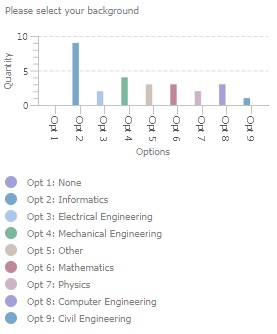 Please select your background
10
5
0
Quantity
Opt 1
Opt 2
Opt 3
Opt 4
Opt 5
Opt 6
Opt 7
Opt 8
Opt 9
Options
Opt 1: None
Opt 2: Informatics
Opt 3: Electrical Engineering
Opt 4: Mechanical Engineering
Opt 5: Other
Opt 6: Mathematics
Opt 7: Physics
Opt 8: Computer Engineering
Opt 9: Civil Engineering